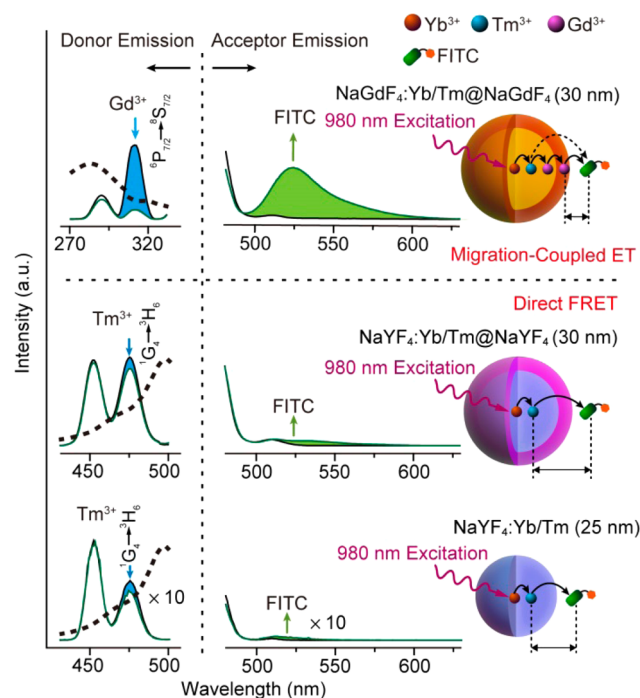 Donor Emission
Acceptor Emission
Yb³⁺
Tm³⁺
Gd³⁺
FITC
Gd³⁺
⁶P₇/₂→⁸S₇/₂
FITC
NaGdF₄:Yb/Tm@NaGdF₄ (30 nm)
980 nm Excitation
270
320
500
550
600
Migration-Coupled ET
Direct FRET
Tm³⁺
¹G₄→³H₆
FITC
NaYF₄:Yb/Tm@NaYF₄ (30 nm)
980 nm Excitation
450
500
500
550
600
Tm³⁺
¹G₄→³H₆
× 10
FITC
× 10
NaYF₄:Yb/Tm (25 nm)
980 nm Excitation
450
500
500
550
600
Intensity (a.u.)
Wavelength (nm)